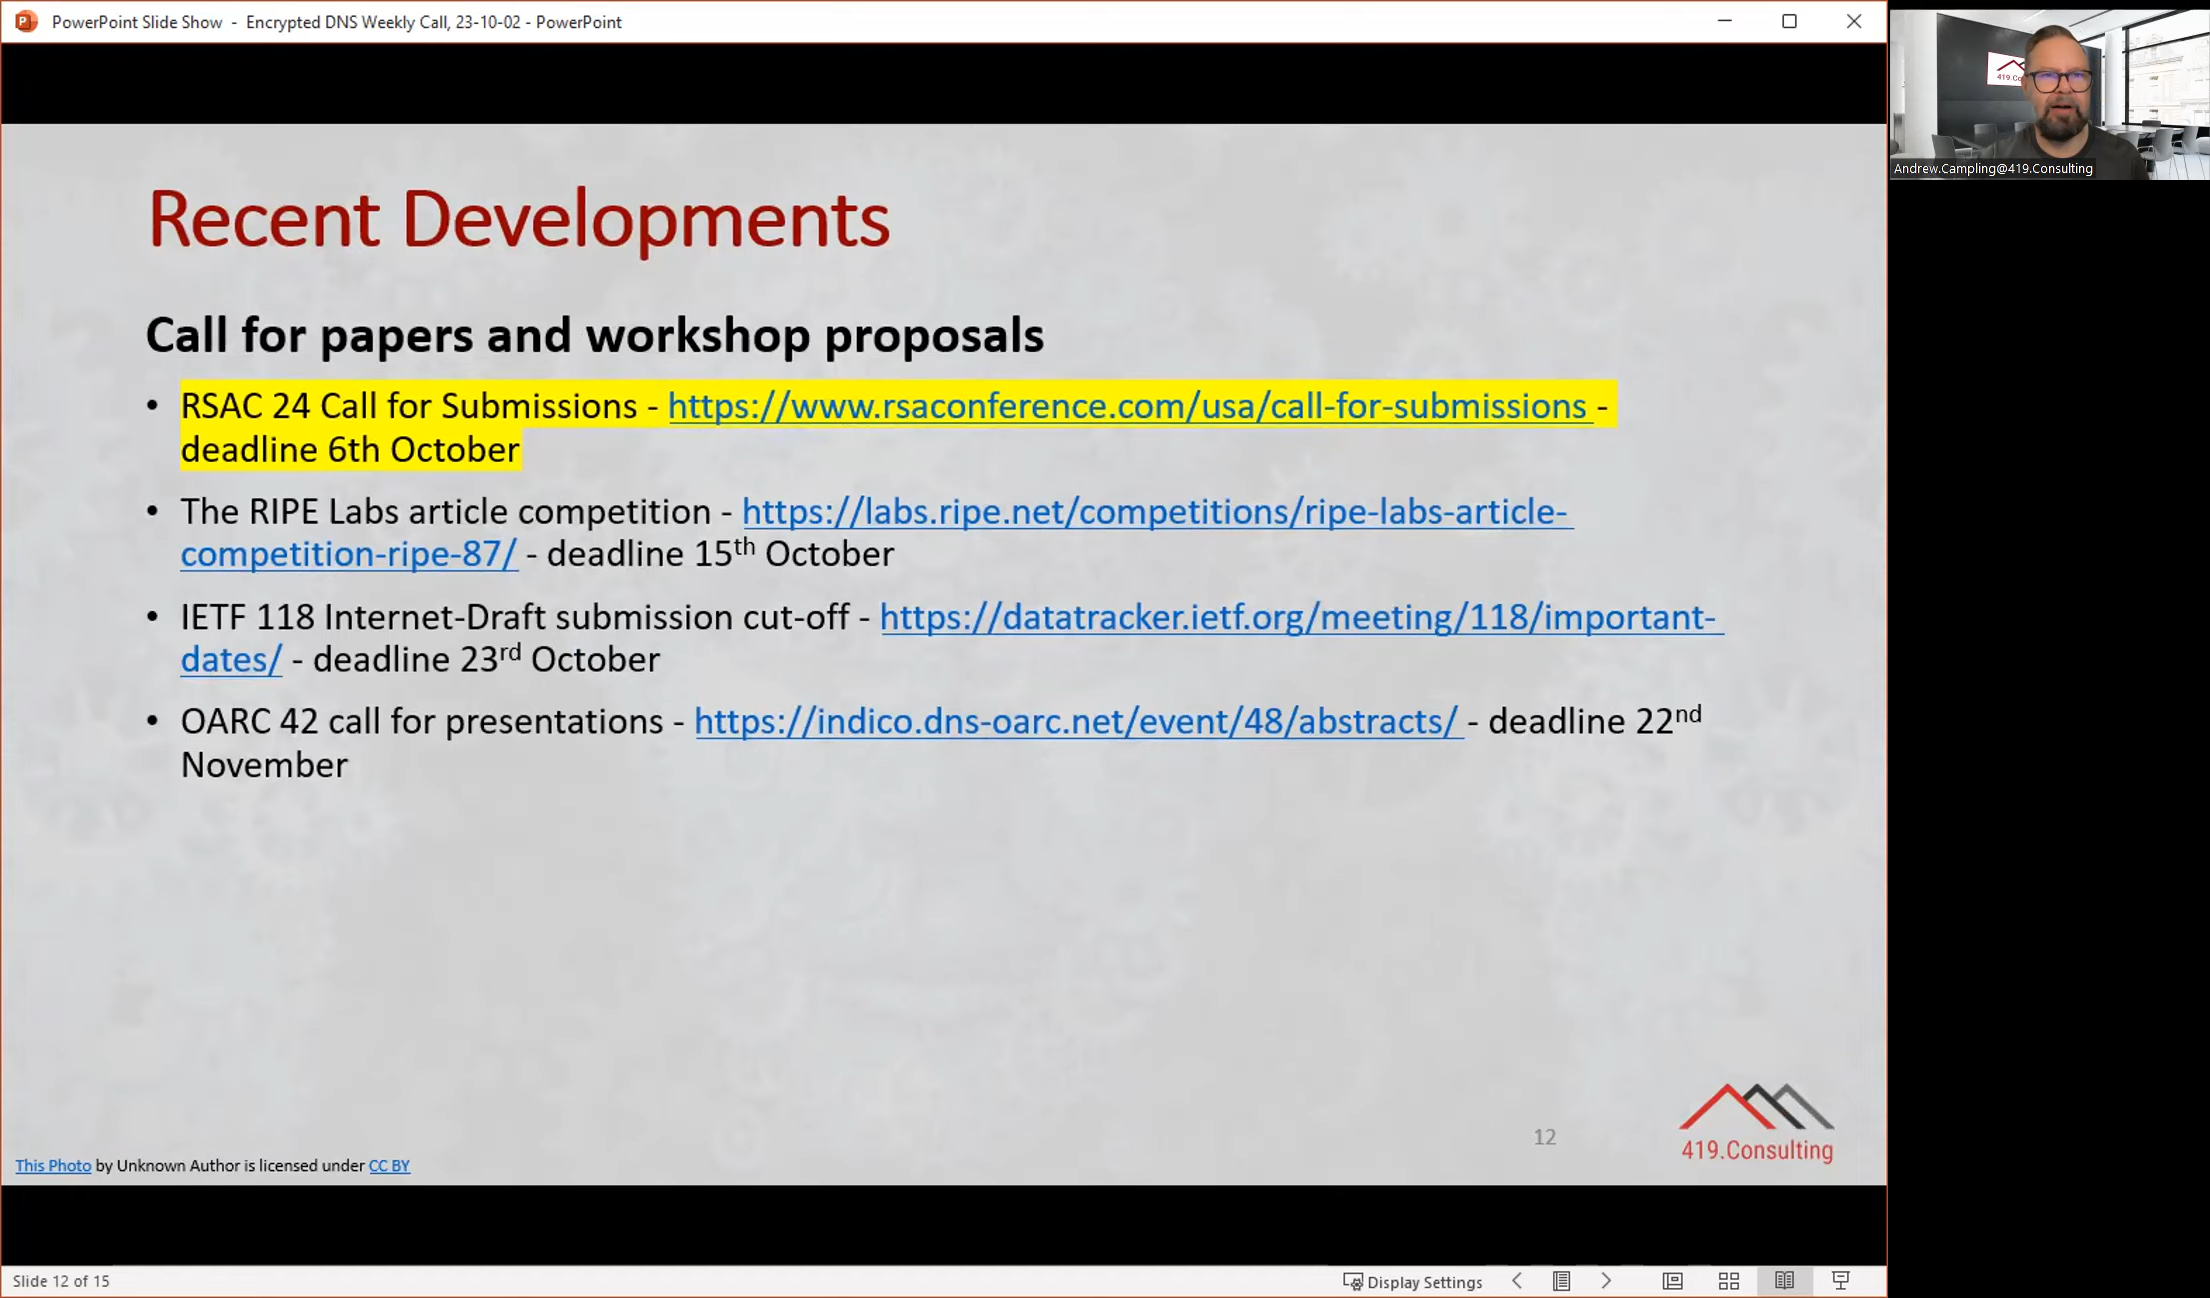 PowerPoint Slide Show - Encrypted DNS Weekly Call, 23-10-02 - PowerPoint
419.Co
Andrew.Campling@419.Consulting
Recent Developments
Call for papers and workshop proposals
• RSAC 24 Call for Submissions - https://www.rsaconference.com/usa/call-for-submissions -
deadline 6th October
• The RIPE Labs article competition - https://labs.ripe.net/competitions/ripe-labs-article-
competition-ripe-87/ - deadline 15th October
• IETF 118 Internet-Draft submission cut-off - https://datatracker.ietf.org/meeting/118/important-
dates/ - deadline 23rd October
• OARC 42 call for presentations - https://indico.dns-oarc.net/event/48/abstracts/ - deadline 22nd
November
12
419.Consulting
This Photo by Unknown Author is licensed under CC BY
Slide 12 of 15
Display Settings